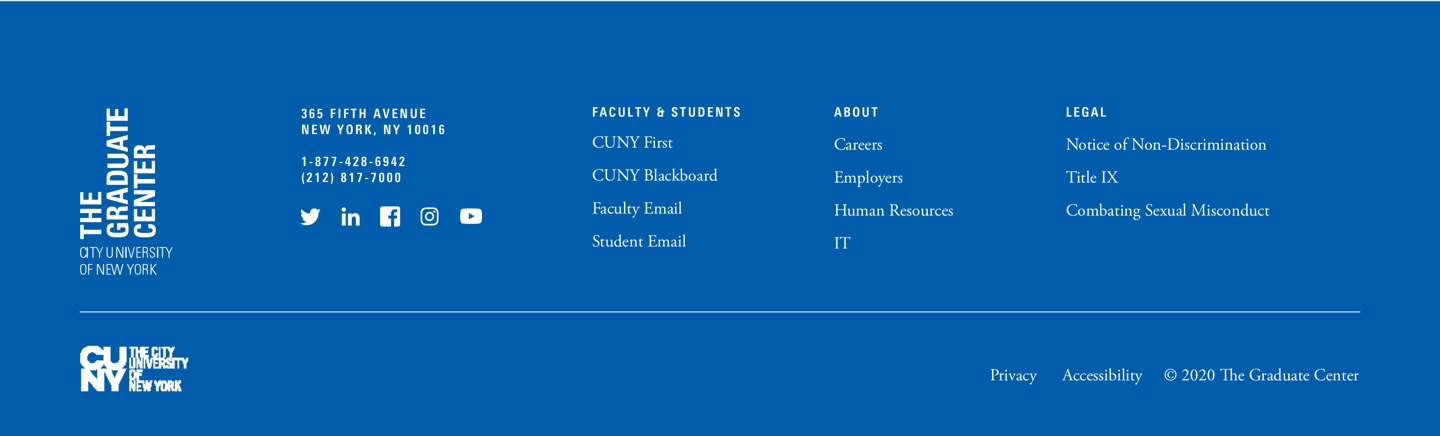 THE
GRADUATE
CENTER
CITY UNIVERSITY
OF NEW YORK
365 FIFTH AVENUE
NEW YORK, NY 10016
1-877-428-6942
(212) 817-7000
in
FACULTY & STUDENTS
CUNY First
CUNY Blackboard
Faculty Email
Student Email
ABOUT
Careers
Employers
Human Resources
IT
LEGAL
Notice of Non-Discrimination
Title IX
Combating Sexual Misconduct
CU
NY
THE CITY
UNIVERSITY
OF
NEW YORK
Privacy
Accessibility
© 2020 The Graduate Center